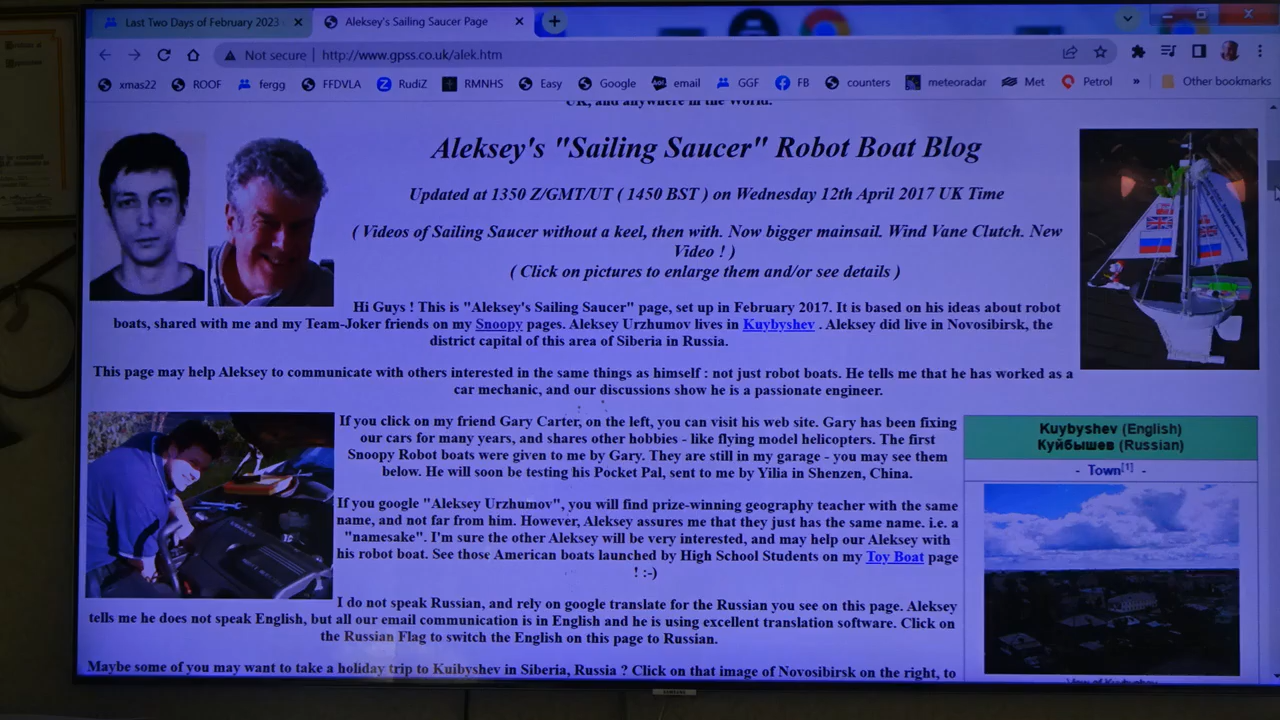 Last Two Days of February 2023
Aleksey's Sailing Saucer Page
Not secure
http://www.gpss.co.uk/alek.htm
xmas22
ROOF
fergg
FFDVLA
RudiZ
RMNHS
Easy
Google
email
GGF
FB
counters
meteoradar
Met
Petrol
»
Other bookmarks
UK, and anywhere in the World.
Aleksey's "Sailing Saucer" Robot Boat Blog
Updated at 1350 Z/GMT/UT ( 1450 BST ) on Wednesday 12th April 2017 UK Time
( Videos of Sailing Saucer without a keel, then with. Now bigger mainsail. Wind Vane Clutch. New
Video ! )
( Click on pictures to enlarge them and/or see details )
Hi Guys ! This is "Aleksey's Sailing Saucer" page, set up in February 2017. It is based on his ideas about robot
boats, shared with me and my Team-Joker friends on my Snoopy pages. Aleksey Urzhumov lives in Kuybyshev . Aleksey did live in Novosibirsk, the
district capital of this area of Siberia in Russia.
This page may help Aleksey to communicate with others interested in the same things as himself : not just robot boats. He tells me that he has worked as a
car mechanic, and our discussions show he is a passionate engineer.
If you click on my friend Gary Carter, on the left, you can visit his web site. Gary has been fixing
our cars for many years, and shares other hobbies - like flying model helicopters. The first
Snoopy Robot boats were given to me by Gary. They are still in my garage - you may see them
below. He will soon be testing his Pocket Pal, sent to me by Yilia in Shenzen, China.
If you google "Aleksey Urzhumov", you will find prize-winning geography teacher with the same
name, and not far from him. However, Aleksey assures me that they just has the same name. i.e. a
"namesake". I'm sure the other Aleksey will be very interested, and may help our Aleksey with
his robot boat. See those American boats launched by High School Students on my Toy Boat page
! :-)
I do not speak Russian, and rely on google translate for the Russian you see on this page. Aleksey
tells me he does not speak English, but all our email communication is in English and he is using excellent translation software. Click on
the Russian Flag to switch the English on this page to Russian.
Maybe some of you may want to take a holiday trip to Kuibyshev in Siberia, Russia ? Click on that image of Novosibirsk on the right, to
Kuybyshev (English)
Куйбышев (Russian)
- Town[1] -
View of Kuybyshev
SAMSUNG